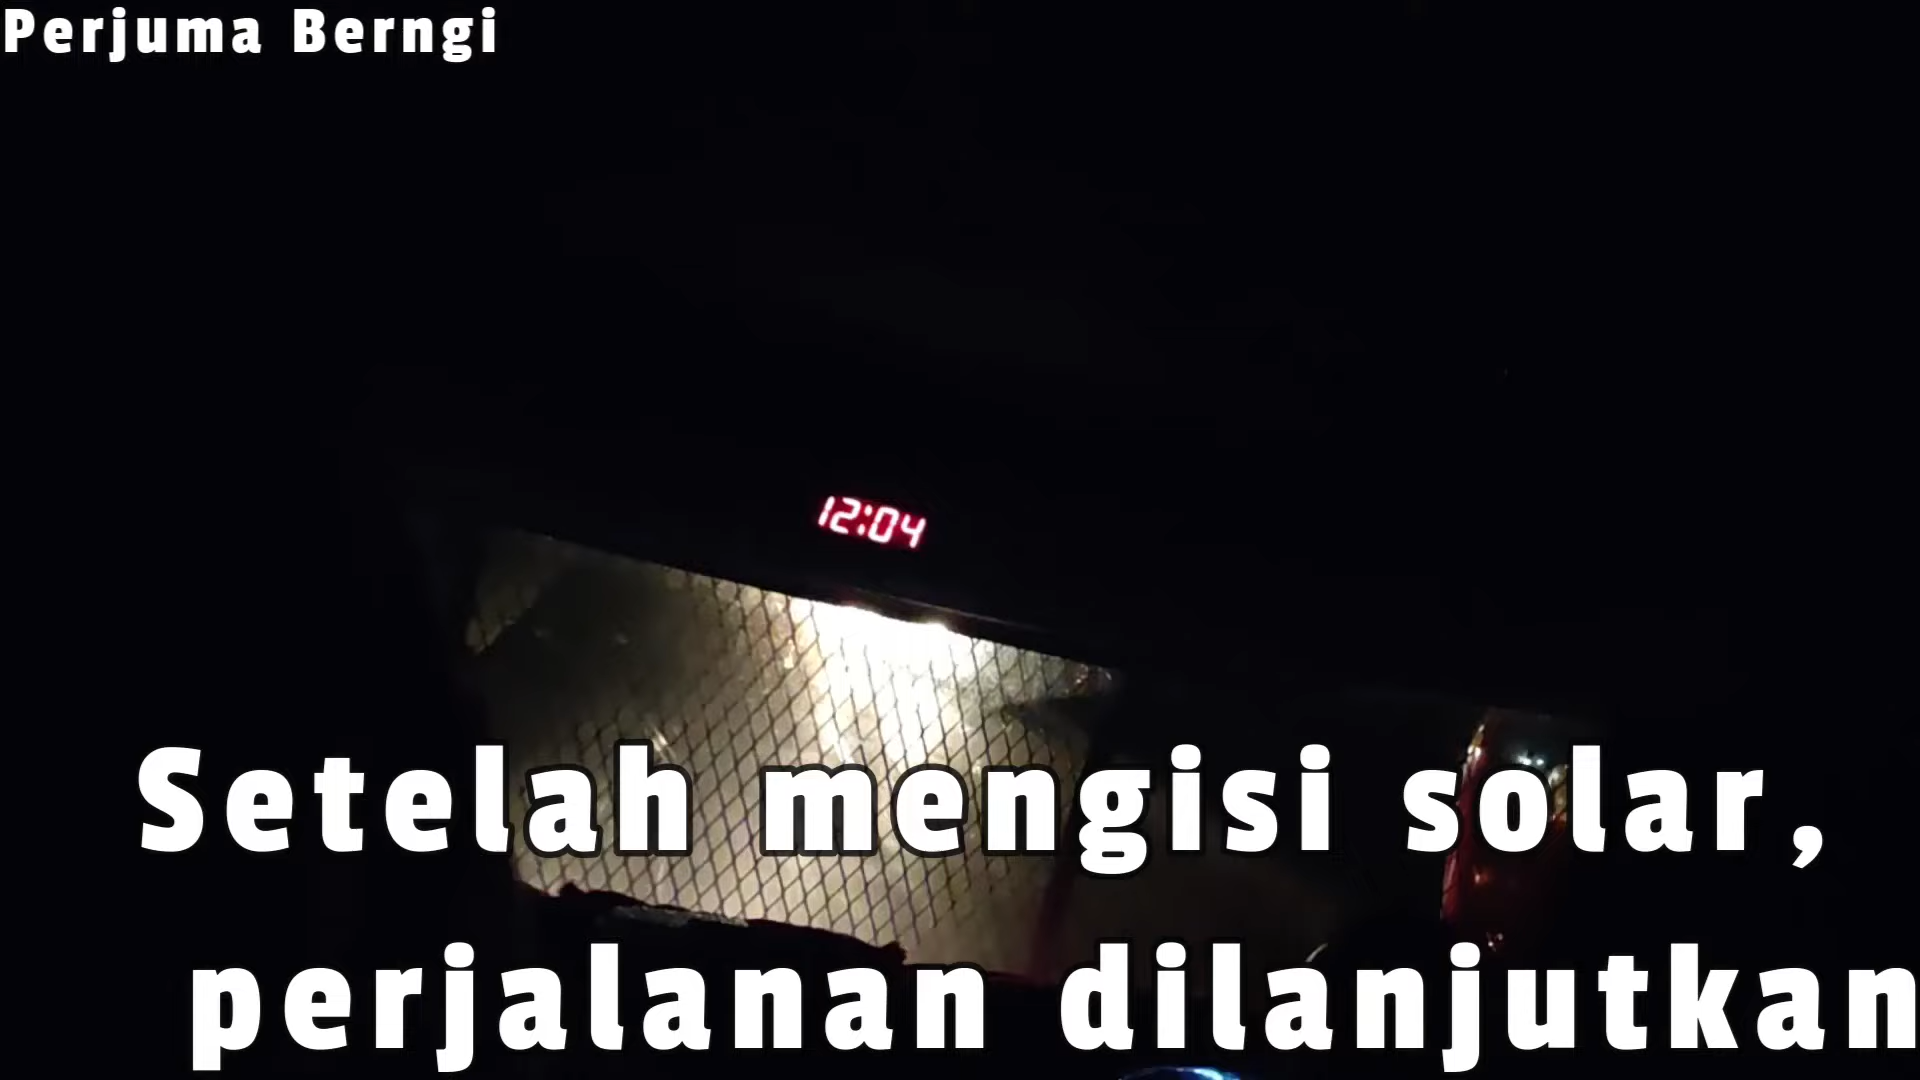 Perjuma Berngi
12:04
Setelah mengisi solar,
perjalanan dilanjutkan